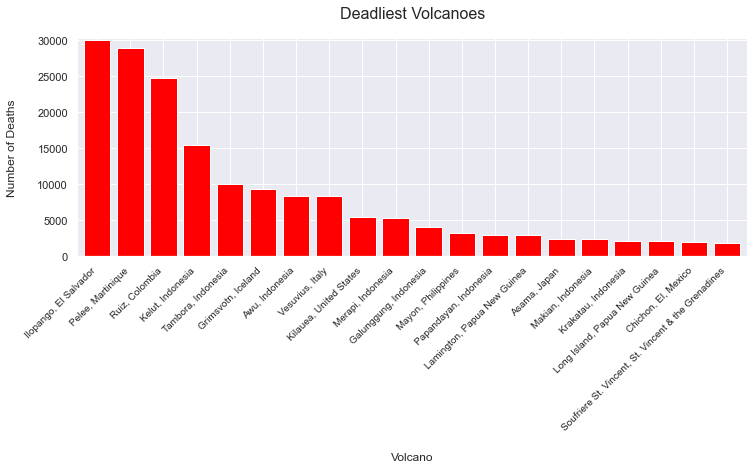 Deadliest Volcanoes
Number of Deaths
30000
25000
20000
15000
10000
5000
0
Ilopango, El Salvador
Pelee, Martinique
Ruiz, Colombia
Kelut, Indonesia
Tambora, Indonesia
Grimsvotn, Iceland
Awu, Indonesia
Vesuvius, Italy
Kilauea, United States
Merapi, Indonesia
Galunggung, Indonesia
Mayon, Philippines
Papandayan, Indonesia
Lamington, Papua New Guinea
Asama, Japan
Makian, Indonesia
Krakatau, Indonesia
Long Island, Papua New Guinea
Chichon, El, Mexico
Soufriere St. Vincent, St. Vincent & the Grenadines
Volcano